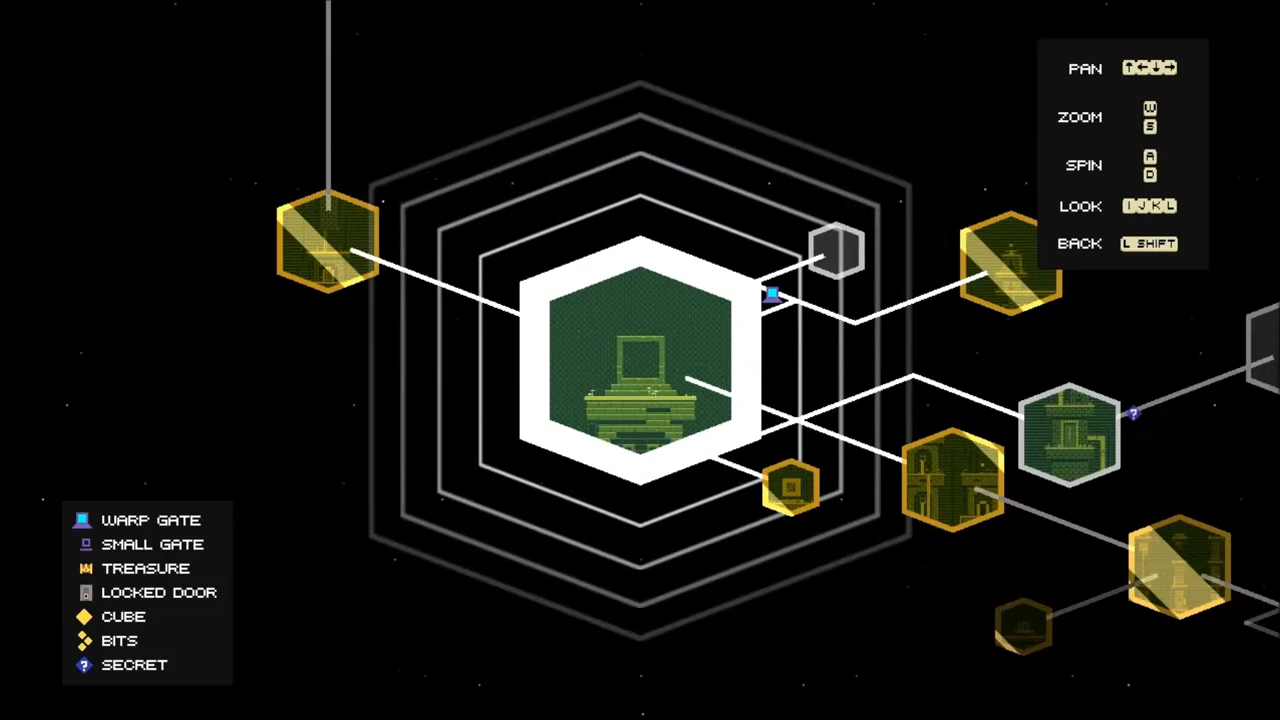 PAN ↑←↓→
ZOOM W
S
SPIN A
D
LOOK I J K L
BACK L SHIFT
?
WARP GATE
SMALL GATE
TREASURE
LOCKED DOOR
CUBE
BITS
? SECRET